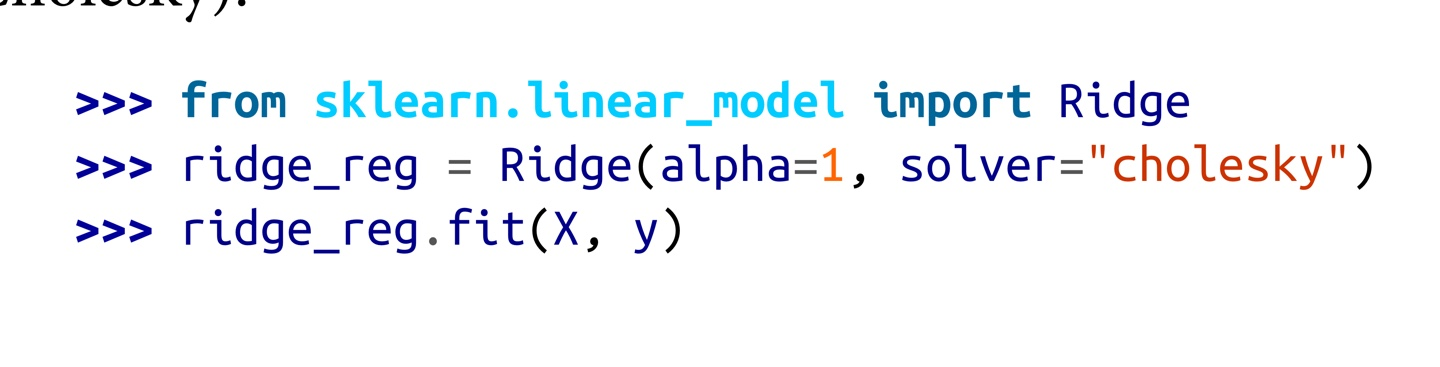 >>> from sklearn.linear_model import Ridge
>>> ridge_reg = Ridge(alpha=1, solver="cholesky")
>>> ridge_reg.fit(X, y)